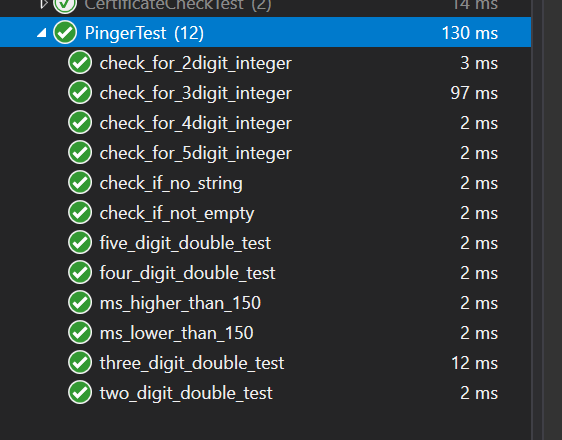 CertificateCheckTest (2) 14 ms
PingerTest (12) 130 ms
check_for_2digit_integer 3 ms
check_for_3digit_integer 97 ms
check_for_4digit_integer 2 ms
check_for_5digit_integer 2 ms
check_if_no_string 2 ms
check_if_not_empty 2 ms
five_digit_double_test 2 ms
four_digit_double_test 2 ms
ms_higher_than_150 2 ms
ms_lower_than_150 2 ms
three_digit_double_test 12 ms
two_digit_double_test 2 ms